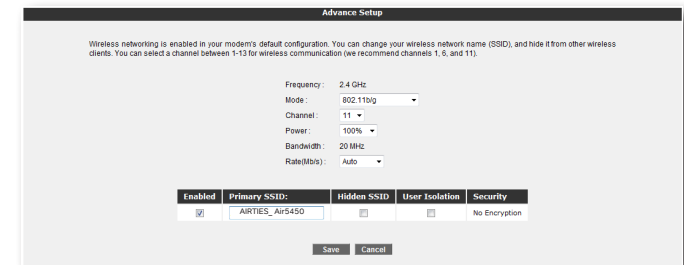 Advance Setup
Wireless networking is enabled in your modem's default configuration. You can change your wireless network name (SSID), and hide it from other wireless
clients. You can select a channel between 1-13 for wireless communication (we recommend channels 1, 6, and 11).
Frequency : 2.4 GHz
Mode : 802.11b/g
Channel : 11
Power : 100%
Bandwidth : 20 MHz
Rate(Mb/s) : Auto
Enabled Primary SSID: Hidden SSID User Isolation Security
AIRTIES_ Air5450 No Encryption
Save Cancel